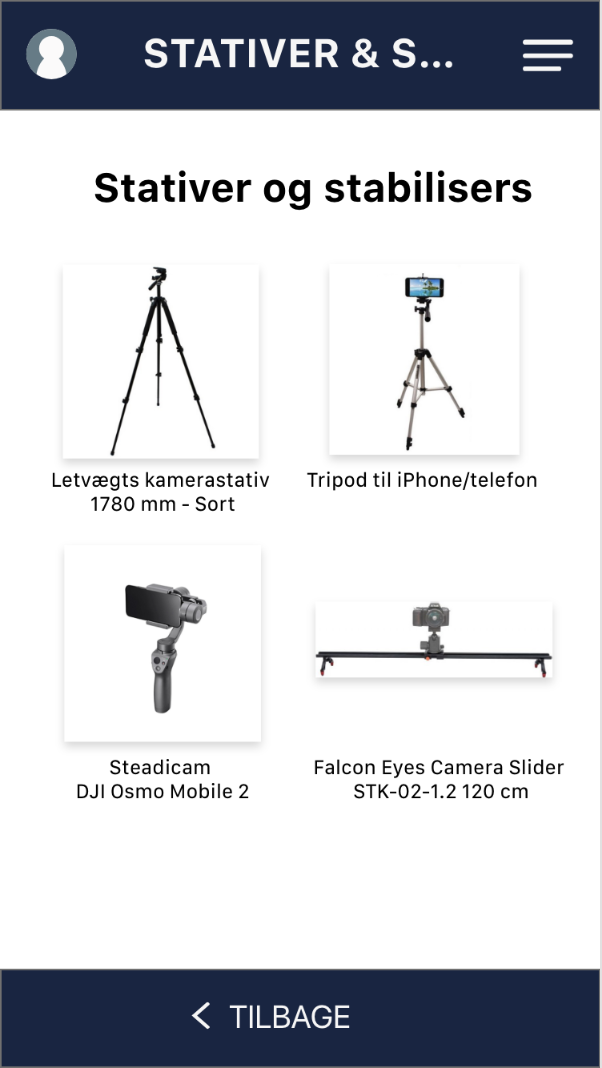 STATIVER & S...
Stativer og stabilisers
Letvægts kamerastativ
1780 mm - Sort
Tripod til iPhone/telefon
Steadicam
DJI Osmo Mobile 2
Falcon Eyes Camera Slider
STK-02-1.2 120 cm
TILBAGE